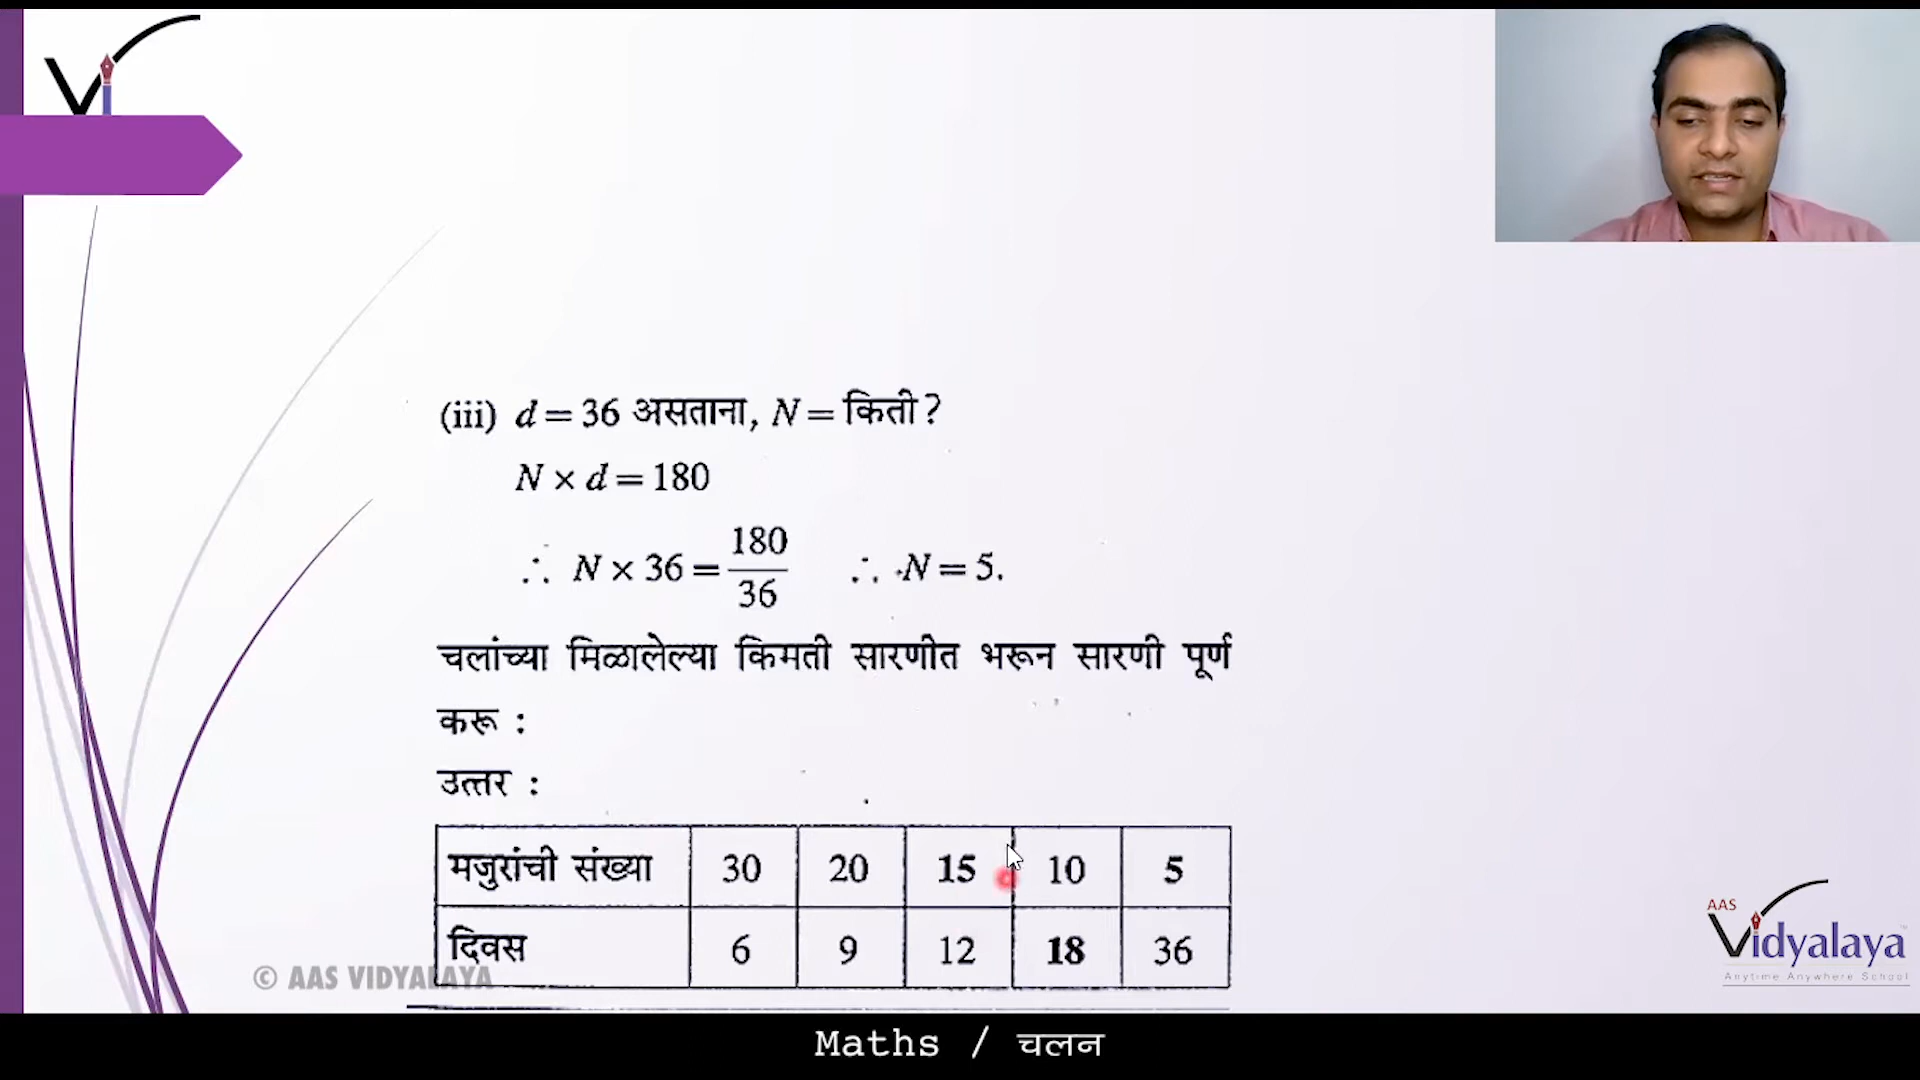 (iii) d = 36 असताना, N = किती?
N × d = 180
∴ N × 36 = 180/36 ∴ N = 5.
चलांच्या मिळालेल्या किमती सारणीत भरून सारणी पूर्ण
करू :
उत्तर :
मजुरांची संख्या 30 20 15 10 5
दिवस 6 9 12 18 36
© AAS VIDYALAYA
AAS
Vidyalaya
Anytime Anywhere School
Maths / चलन